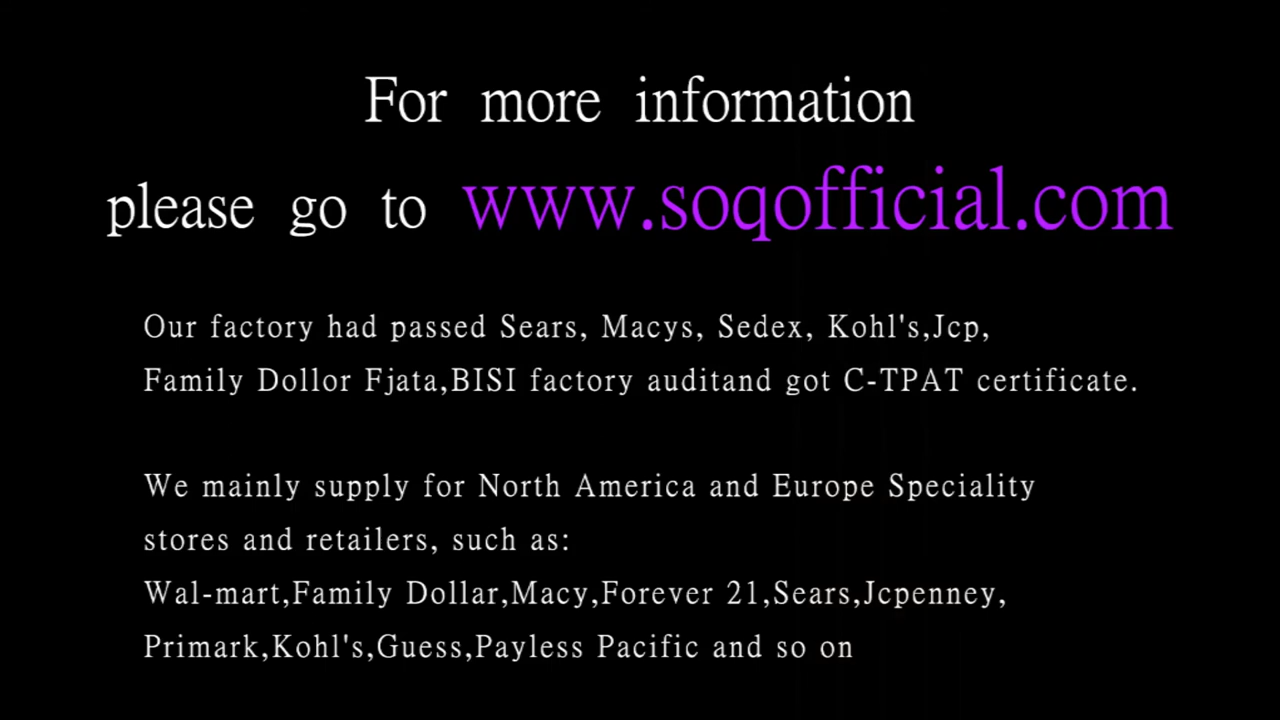 For more information
please go to www.soqofficial.com
Our factory had passed Sears, Macys, Sedex, Kohl's,Jcp,
Family Dollor Fjata,BISI factory auditand got C-TPAT certificate.
We mainly supply for North America and Europe Speciality
stores and retailers, such as:
Wal-mart,Family Dollar,Macy,Forever 21,Sears,Jcpenney,
Primark,Kohl's,Guess,Payless Pacific and so on